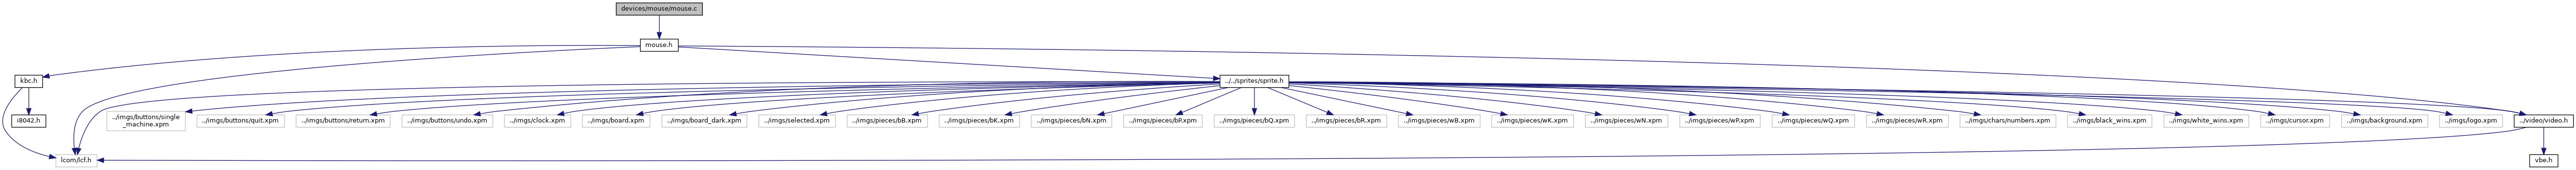 devices/mouse/mouse.c
mouse.h
kbc.h
../../sprites/sprite.h
i8042.h
../imgs/buttons/single
_machine.xpm
../imgs/buttons/quit.xpm
../imgs/buttons/return.xpm
../imgs/buttons/undo.xpm
../imgs/clock.xpm
../imgs/board.xpm
../imgs/board_dark.xpm
../imgs/selected.xpm
../imgs/pieces/bB.xpm
../imgs/pieces/bK.xpm
../imgs/pieces/bN.xpm
../imgs/pieces/bP.xpm
../imgs/pieces/bQ.xpm
../imgs/pieces/bR.xpm
../imgs/pieces/wB.xpm
../imgs/pieces/wK.xpm
../imgs/pieces/wN.xpm
../imgs/pieces/wP.xpm
../imgs/pieces/wQ.xpm
../imgs/pieces/wR.xpm
../imgs/chars/numbers.xpm
../imgs/black_wins.xpm
../imgs/white_wins.xpm
../imgs/cursor.xpm
../imgs/background.xpm
../imgs/logo.xpm
../video/video.h
lcom/lcf.h
vbe.h